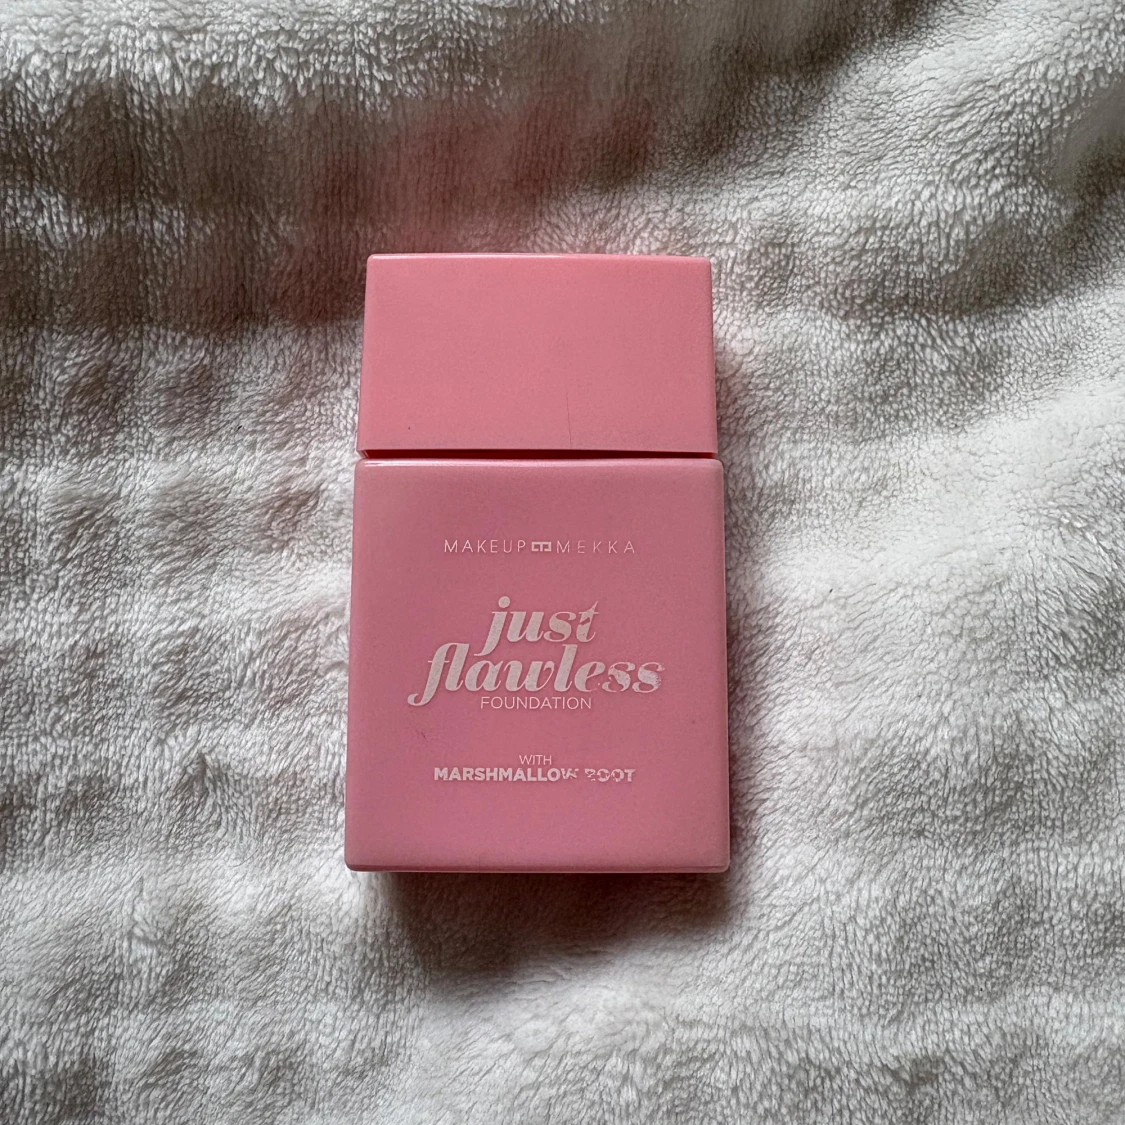 MAKEUP MEKKA
just
flawless
FOUNDATION
WITH
MARSHMALLOW ROOT